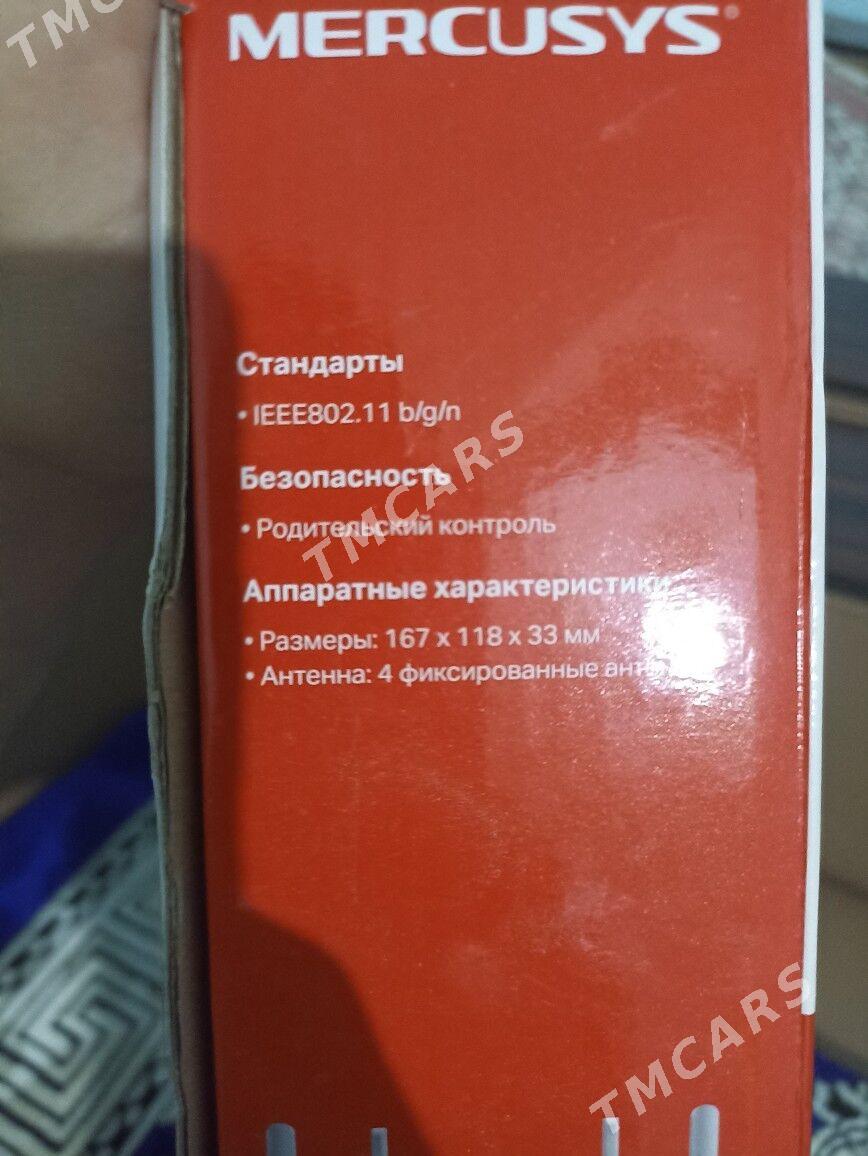 TMCARS
MERCUSYS
Стандарты
• IEEE802.11 b/g/n
Безопасность
• Родительский контроль
TMCARS
Аппаратные характеристики
• Размеры: 167 x 118 x 33 мм
• Антенна: 4 фиксированные
TMCARS